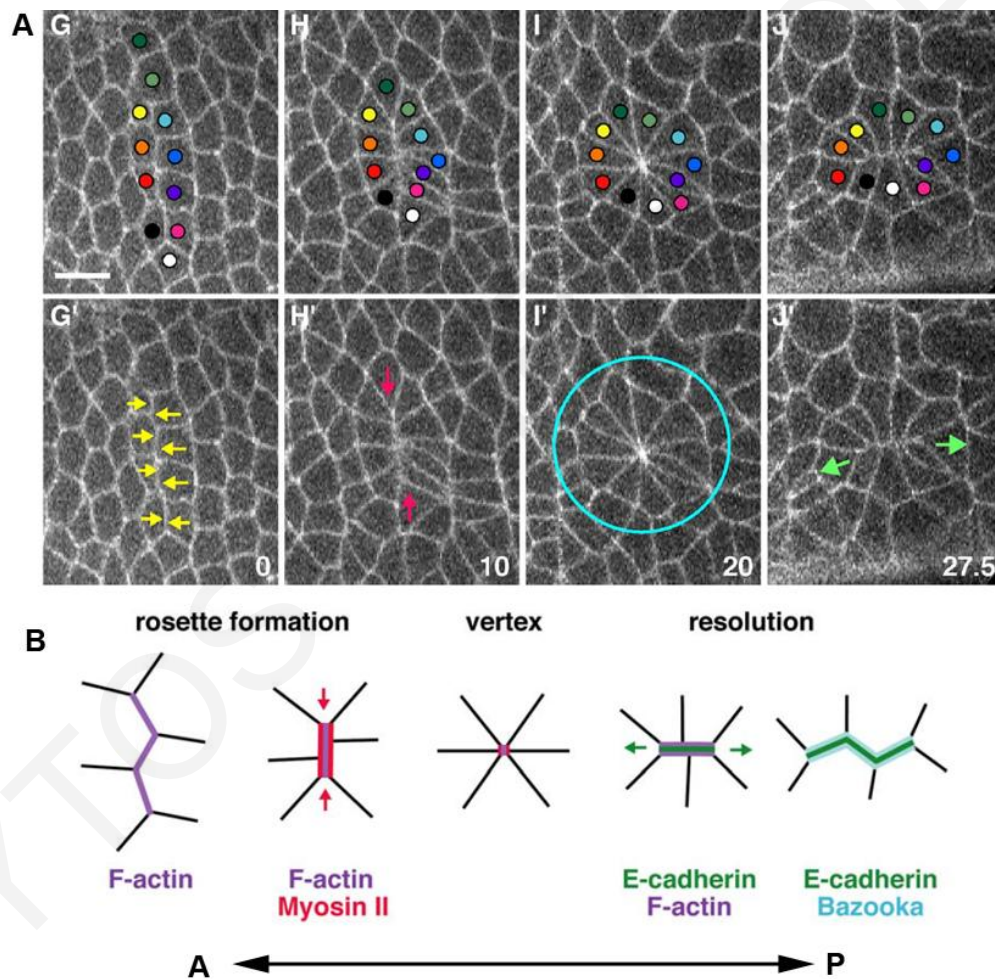 A
G H I J
G' H' I' J'
0 10 20 27.5
rosette formation vertex resolution
B
F-actin F-actin E-cadherin E-cadherin
Myosin II F-actin Bazooka
A P